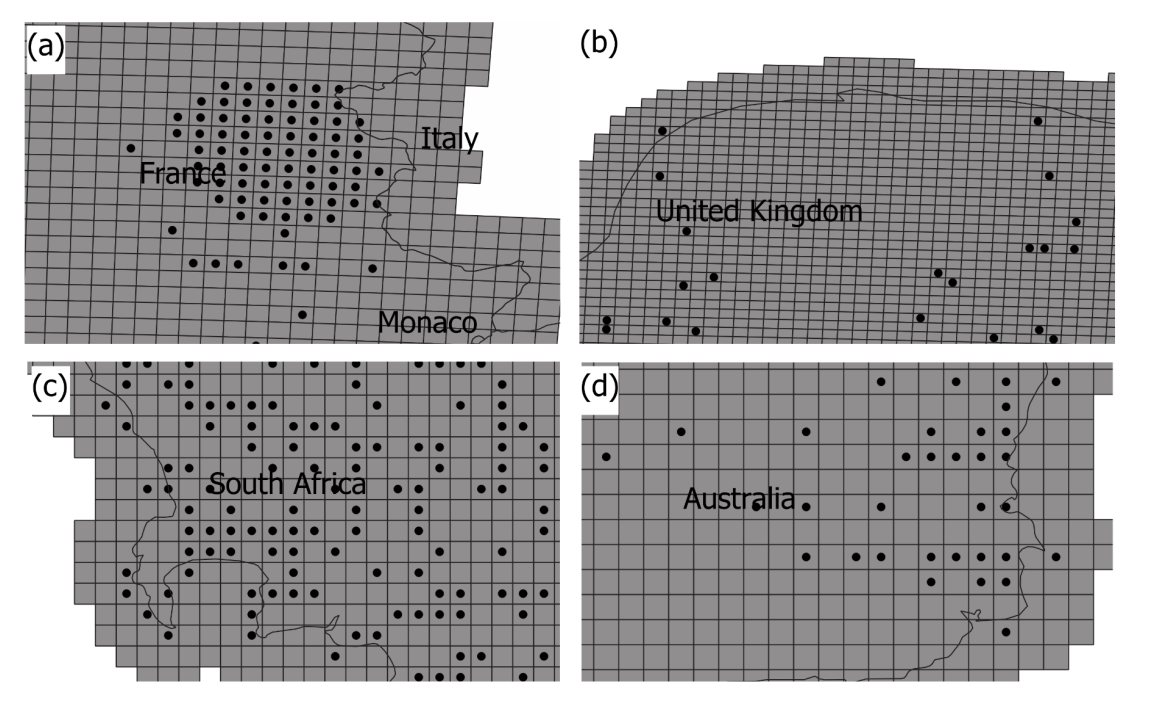 (a)
Italy
France
Monaco
(b)
United Kingdom
(c)
South Africa
(d)
Australia